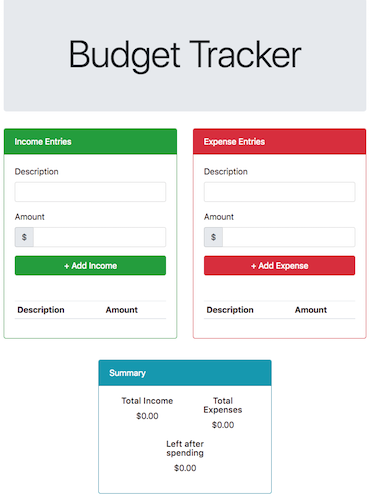 Budget Tracker
Income Entries
Description
Amount
$
+ Add Income
Description Amount
Expense Entries
Description
Amount
$
+ Add Expense
Description Amount
Summary
Total Income
$0.00
Total
Expenses
$0.00
Left after
spending
$0.00